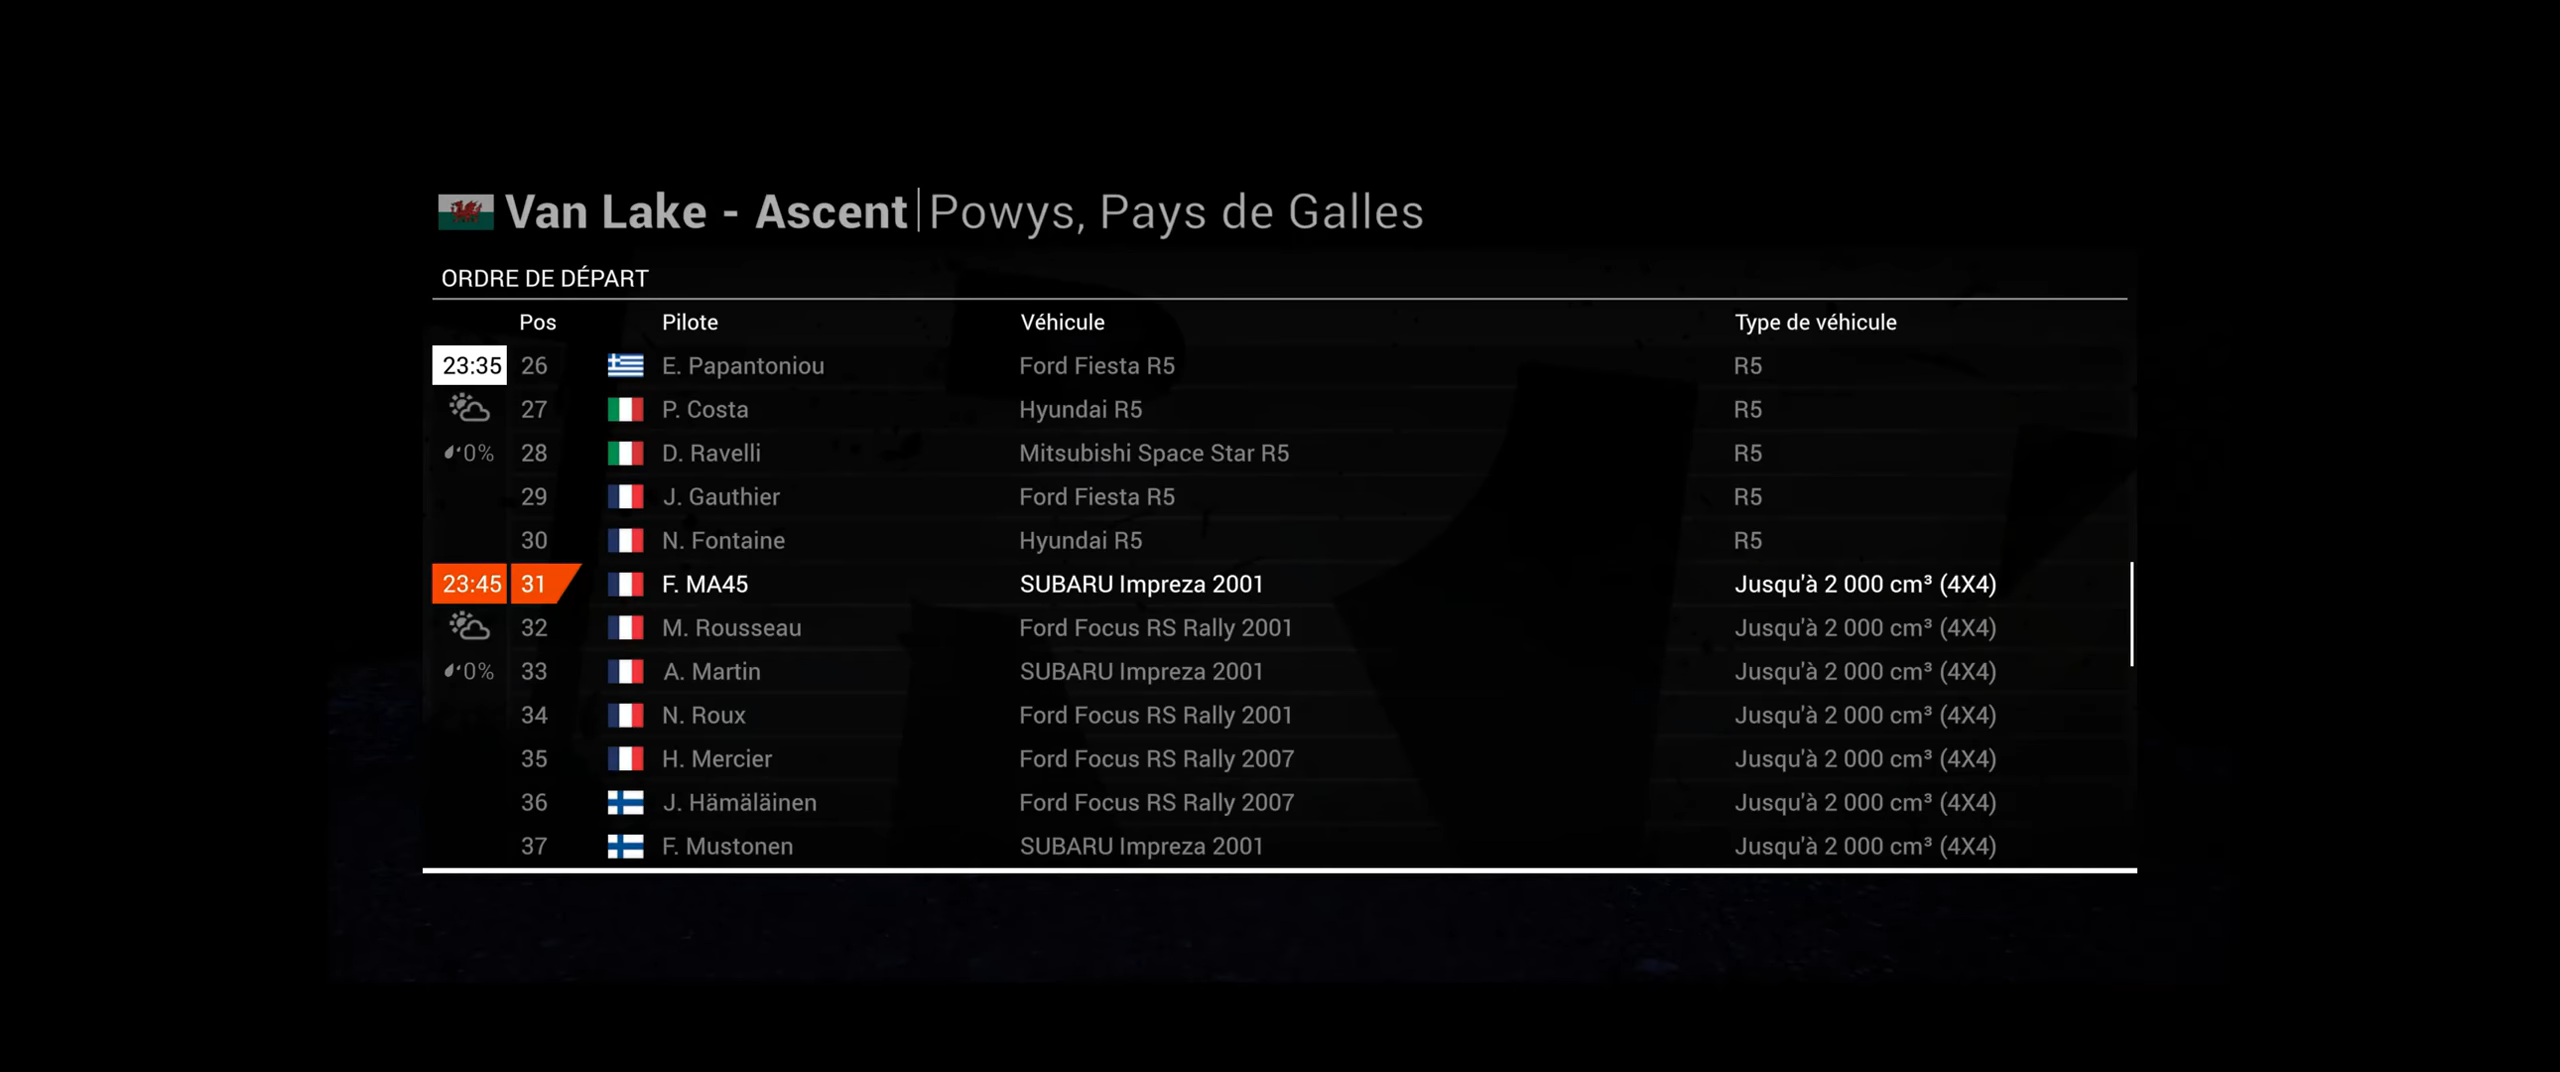 Van Lake - Ascent | Powys, Pays de Galles
ORDRE DE DÉPART
Pos Pilote Véhicule Type de véhicule
23:35 26 E. Papantoniou Ford Fiesta R5 R5
27 P. Costa Hyundai R5 R5
0% 28 D. Ravelli Mitsubishi Space Star R5 R5
29 J. Gauthier Ford Fiesta R5 R5
30 N. Fontaine Hyundai R5 R5
23:45 31 F. MA45 SUBARU Impreza 2001 Jusqu'à 2 000 cm³ (4X4)
32 M. Rousseau Ford Focus RS Rally 2001 Jusqu'à 2 000 cm³ (4X4)
0% 33 A. Martin SUBARU Impreza 2001 Jusqu'à 2 000 cm³ (4X4)
34 N. Roux Ford Focus RS Rally 2001 Jusqu'à 2 000 cm³ (4X4)
35 H. Mercier Ford Focus RS Rally 2007 Jusqu'à 2 000 cm³ (4X4)
36 J. Hämäläinen Ford Focus RS Rally 2007 Jusqu'à 2 000 cm³ (4X4)
37 F. Mustonen SUBARU Impreza 2001 Jusqu'à 2 000 cm³ (4X4)